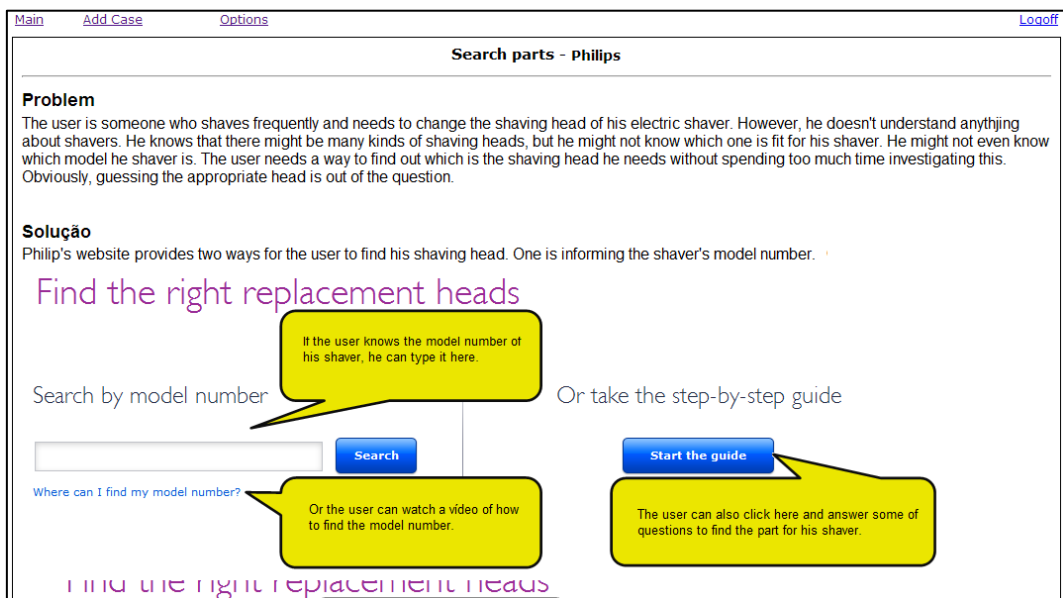 Main Add Case Options Logoff
Search parts - Philips
Problem
The user is someone who shaves frequently and needs to change the shaving head of his electric shaver. However, he doesn't understand anythjing
about shavers. He knows that there might be many kinds of shaving heads, but he might not know which one is fit for his shaver. He might not even know
which model he shaver is. The user needs a way to find out which is the shaving head he needs without spending too much time investigating this.
Obviously, guessing the appropriate head is out of the question.
Solução
Philip's website provides two ways for the user to find his shaving head. One is informing the shaver's model number.
Find the right replacement heads
If the user knows the model number of
his shaver, he can type it here.
Search by model number
Or take the step-by-step guide
Search
Start the guide
Where can I find my model number?
Or the user can watch a vídeo of how
to find the model number.
The user can also click here and answer some of
questions to find the part for his shaver.
Find the right replacement heads